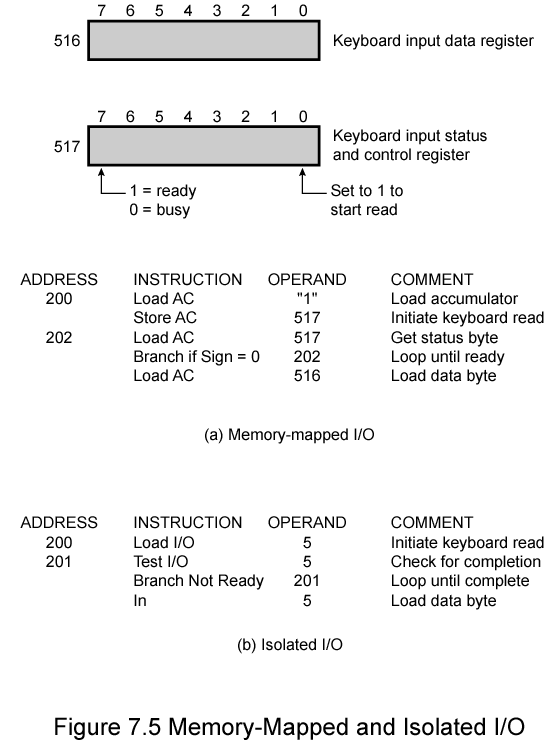 7 6 5 4 3 2 1 0
516 Keyboard input data register
7 6 5 4 3 2 1 0
517 Keyboard input status
and control register
1 = ready
0 = busy
Set to 1 to
start read
ADDRESS INSTRUCTION OPERAND COMMENT
200 Load AC "1" Load accumulator
Store AC 517 Initiate keyboard read
202 Load AC 517 Get status byte
Branch if Sign = 0 202 Loop until ready
Load AC 516 Load data byte
(a) Memory-mapped I/O
ADDRESS INSTRUCTION OPERAND COMMENT
200 Load I/O 5 Initiate keyboard read
201 Test I/O 5 Check for completion
Branch Not Ready 201 Loop until complete
In 5 Load data byte
(b) Isolated I/O
Figure 7.5 Memory-Mapped and Isolated I/O